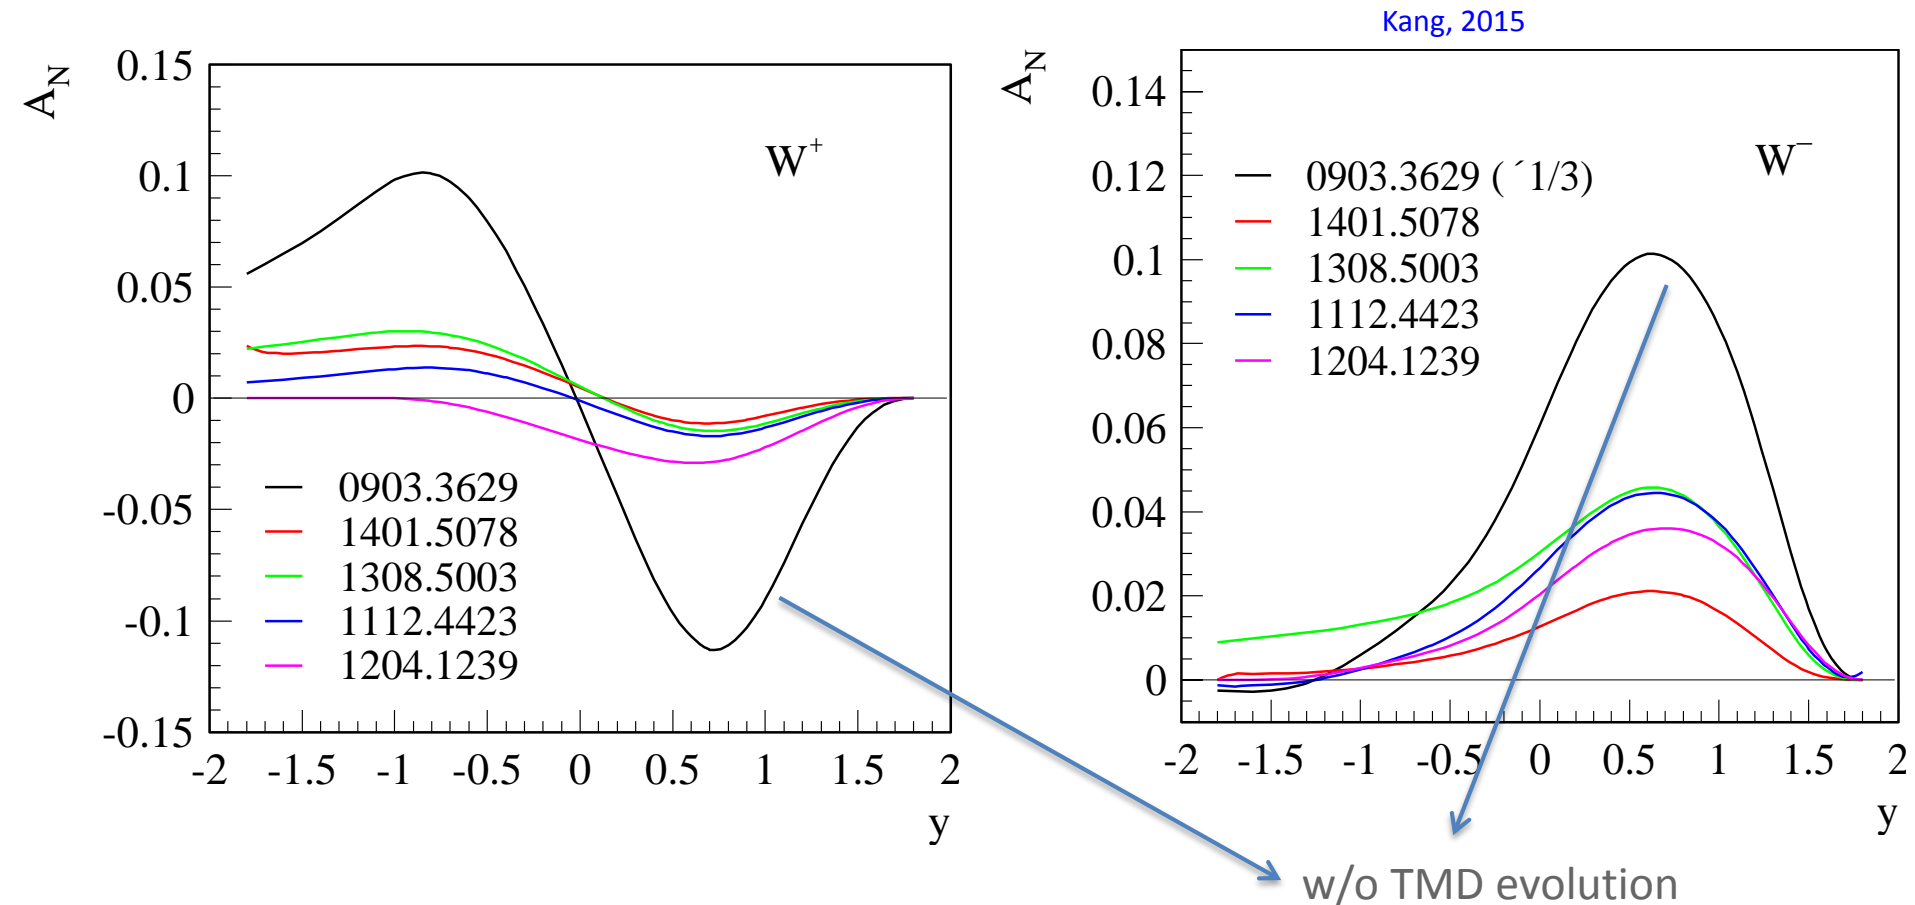 Kang, 2015
A_N
0.15
0.1
0.05
0
-0.05
-0.1
-0.15
W⁺
0903.3629
1401.5078
1308.5003
1112.4423
1204.1239
-2 -1.5 -1 -0.5 0 0.5 1 1.5 2
y
A_N
0.14
0.12
0.1
0.08
0.06
0.04
0.02
0
W⁻
0903.3629 ( ´1/3)
1401.5078
1308.5003
1112.4423
1204.1239
-2 -1.5 -1 -0.5 0 0.5 1 1.5 2
y
w/o TMD evolution